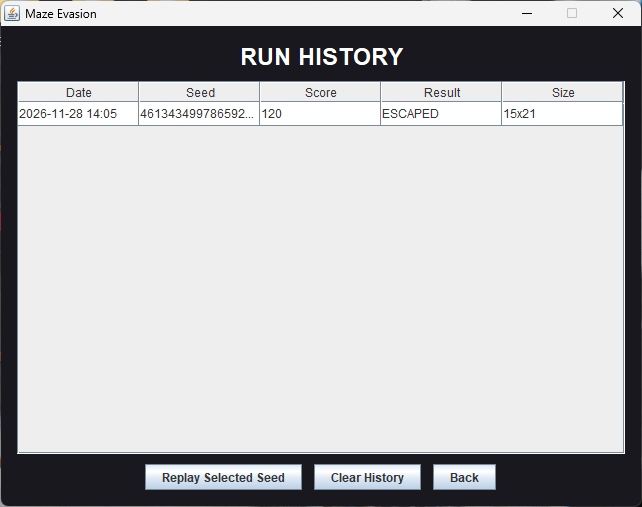 Maze Evasion
RUN HISTORY
Date Seed Score Result Size
2026-11-28 14:05 461343499786592... 120 ESCAPED 15x21
Replay Selected Seed Clear History Back